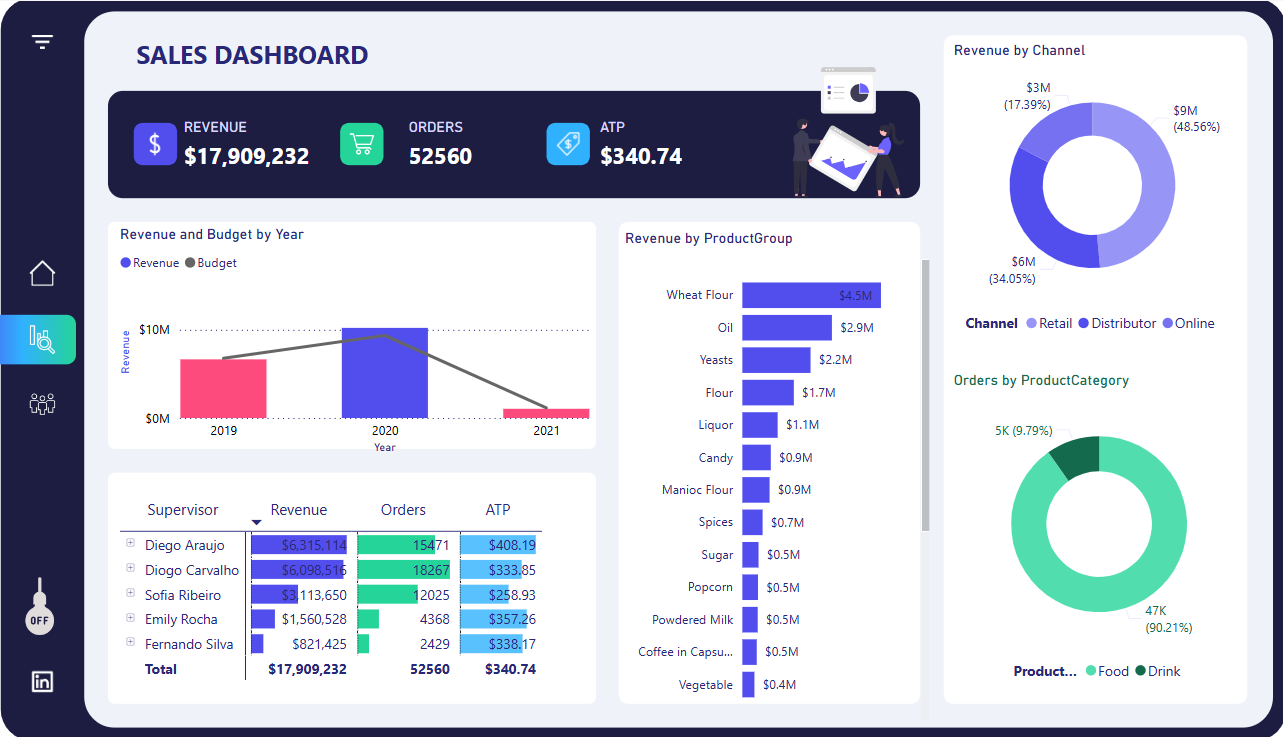 SALES DASHBOARD
$
REVENUE
$17,909,232
ORDERS
52560
$
ATP
$340.74
Revenue and Budget by Year
Revenue Budget
Revenue
$10M
$0M
2019 2020 2021
Year
Supervisor Revenue Orders ATP
Diego Araujo $6,315,114 15471 $408.19
Diogo Carvalho $6,098,516 18267 $333.85
Sofia Ribeiro $3,113,650 12025 $258.93
Emily Rocha $1,560,528 4368 $357.26
Fernando Silva $821,425 2429 $338.17
Total $17,909,232 52560 $340.74
Revenue by ProductGroup
Wheat Flour $4.5M
Oil $2.9M
Yeasts $2.2M
Flour $1.7M
Liquor $1.1M
Candy $0.9M
Manioc Flour $0.9M
Spices $0.7M
Sugar $0.5M
Popcorn $0.5M
Powdered Milk $0.5M
Coffee in Capsu... $0.5M
Vegetable $0.4M
Revenue by Channel
$3M
(17.39%)
$9M
(48.56%)
$6M
(34.05%)
Channel Retail Distributor Online
Orders by ProductCategory
5K (9.79%)
47K
(90.21%)
Product... Food Drink
OFF
in